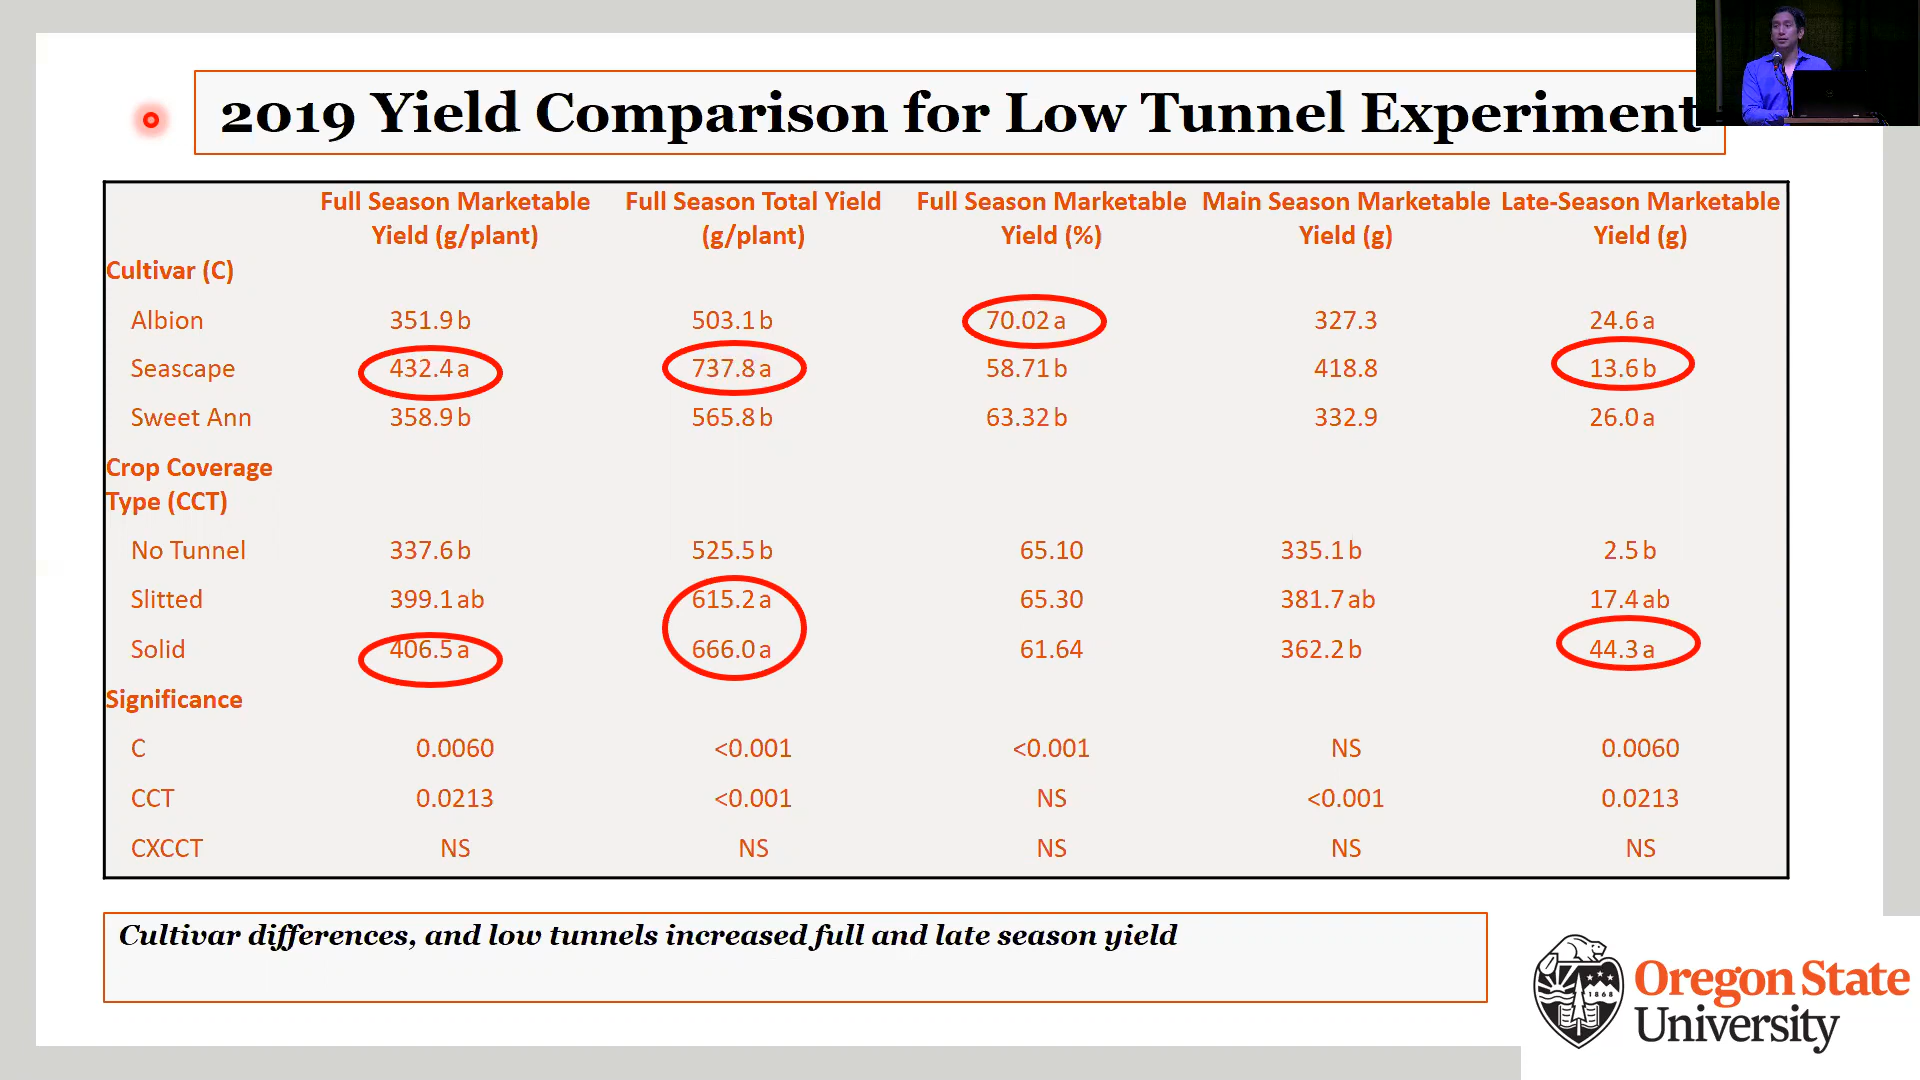 2019 Yield Comparison for Low Tunnel Experiment
Full Season Marketable Yield (g/plant) Full Season Total Yield (g/plant) Full Season Marketable Yield (%) Main Season Marketable Yield (g) Late-Season Marketable Yield (g)
Cultivar (C)
Albion 351.9 b 503.1 b 70.02 a 327.3 24.6 a
Seascape 432.4 a 737.8 a 58.71 b 418.8 13.6 b
Sweet Ann 358.9 b 565.8 b 63.32 b 332.9 26.0 a
Crop Coverage
Type (CCT)
No Tunnel 337.6 b 525.5 b 65.10 335.1 b 2.5 b
Slitted 399.1 ab 615.2 a 65.30 381.7 ab 17.4 ab
Solid 406.5 a 666.0 a 61.64 362.2 b 44.3 a
Significance
C 0.0060 <0.001 <0.001 NS 0.0060
CCT 0.0213 <0.001 NS <0.001 0.0213
CXCCT NS NS NS NS NS
Cultivar differences, and low tunnels increased full and late season yield
1868
Oregon State
University